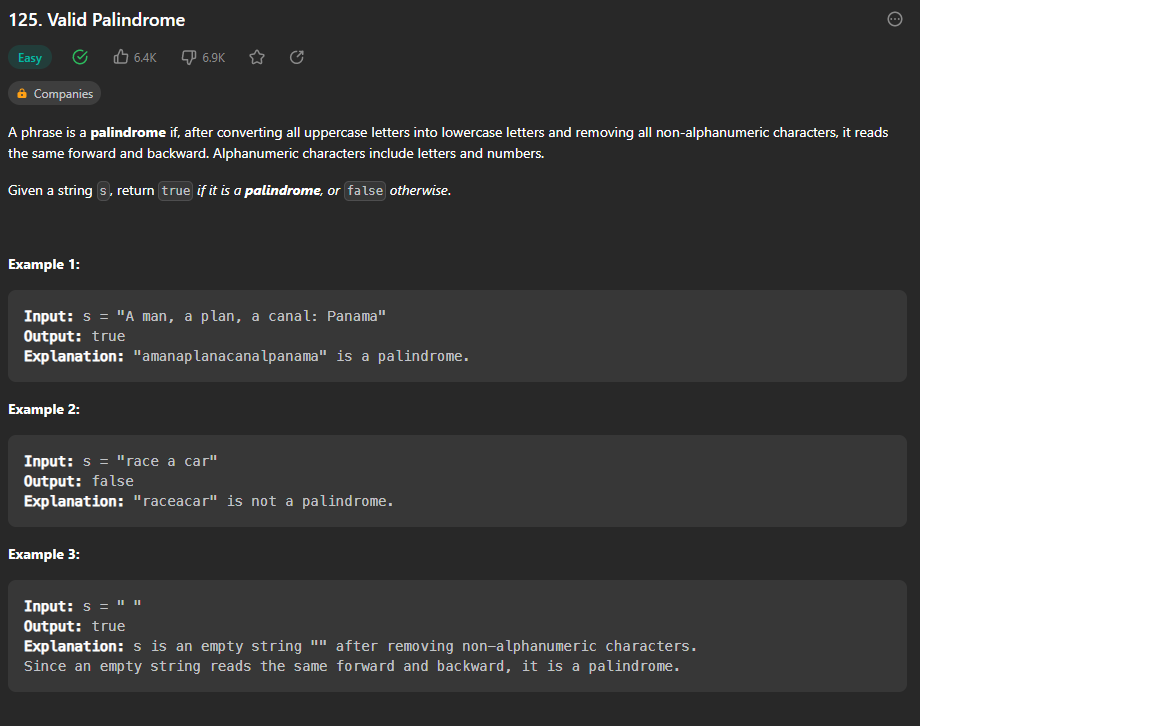 125. Valid Palindrome
Easy 6.4K 6.9K
Companies
A phrase is a palindrome if, after converting all uppercase letters into lowercase letters and removing all non-alphanumeric characters, it reads
the same forward and backward. Alphanumeric characters include letters and numbers.
Given a string s, return true if it is a palindrome, or false otherwise.
Example 1:
Input: s = "A man, a plan, a canal: Panama"
Output: true
Explanation: "amanaplanacanalpanama" is a palindrome.
Example 2:
Input: s = "race a car"
Output: false
Explanation: "raceacar" is not a palindrome.
Example 3:
Input: s = " "
Output: true
Explanation: s is an empty string "" after removing non-alphanumeric characters.
Since an empty string reads the same forward and backward, it is a palindrome.